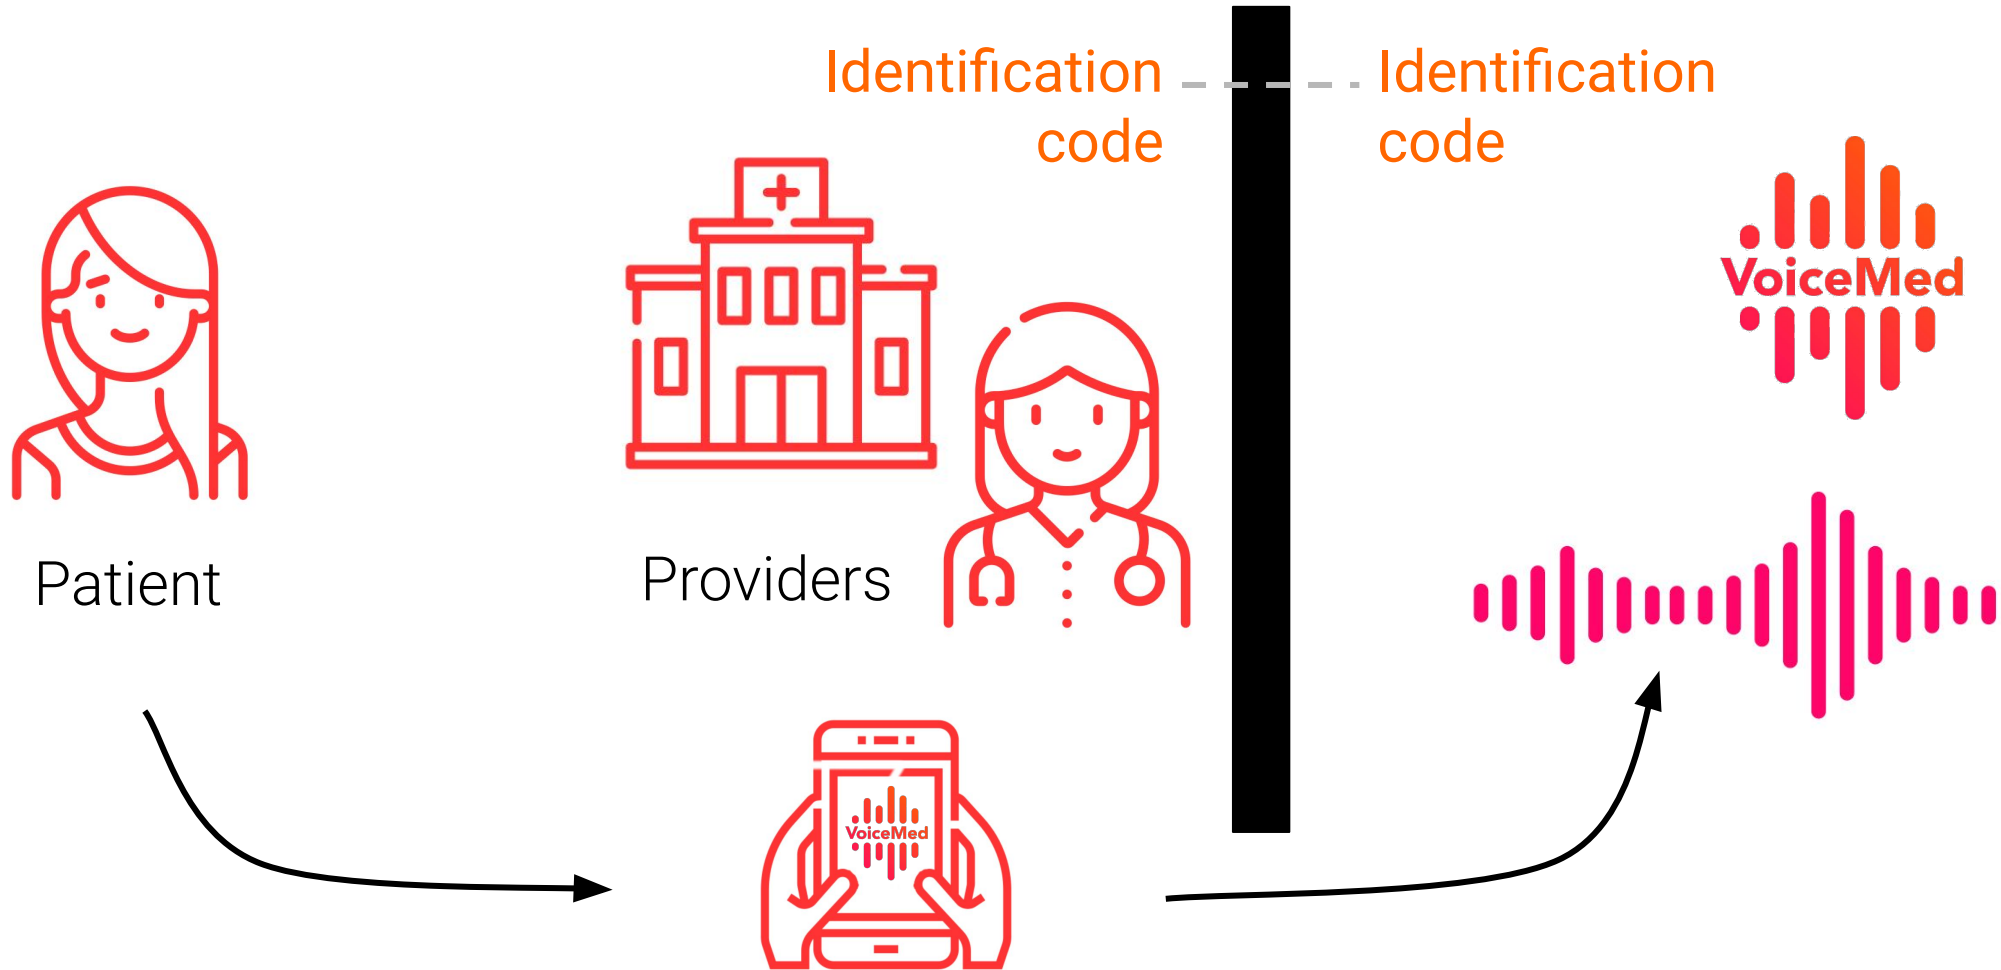 Identification
code
Identification
code
VoiceMed
Patient
Providers
VoiceMed